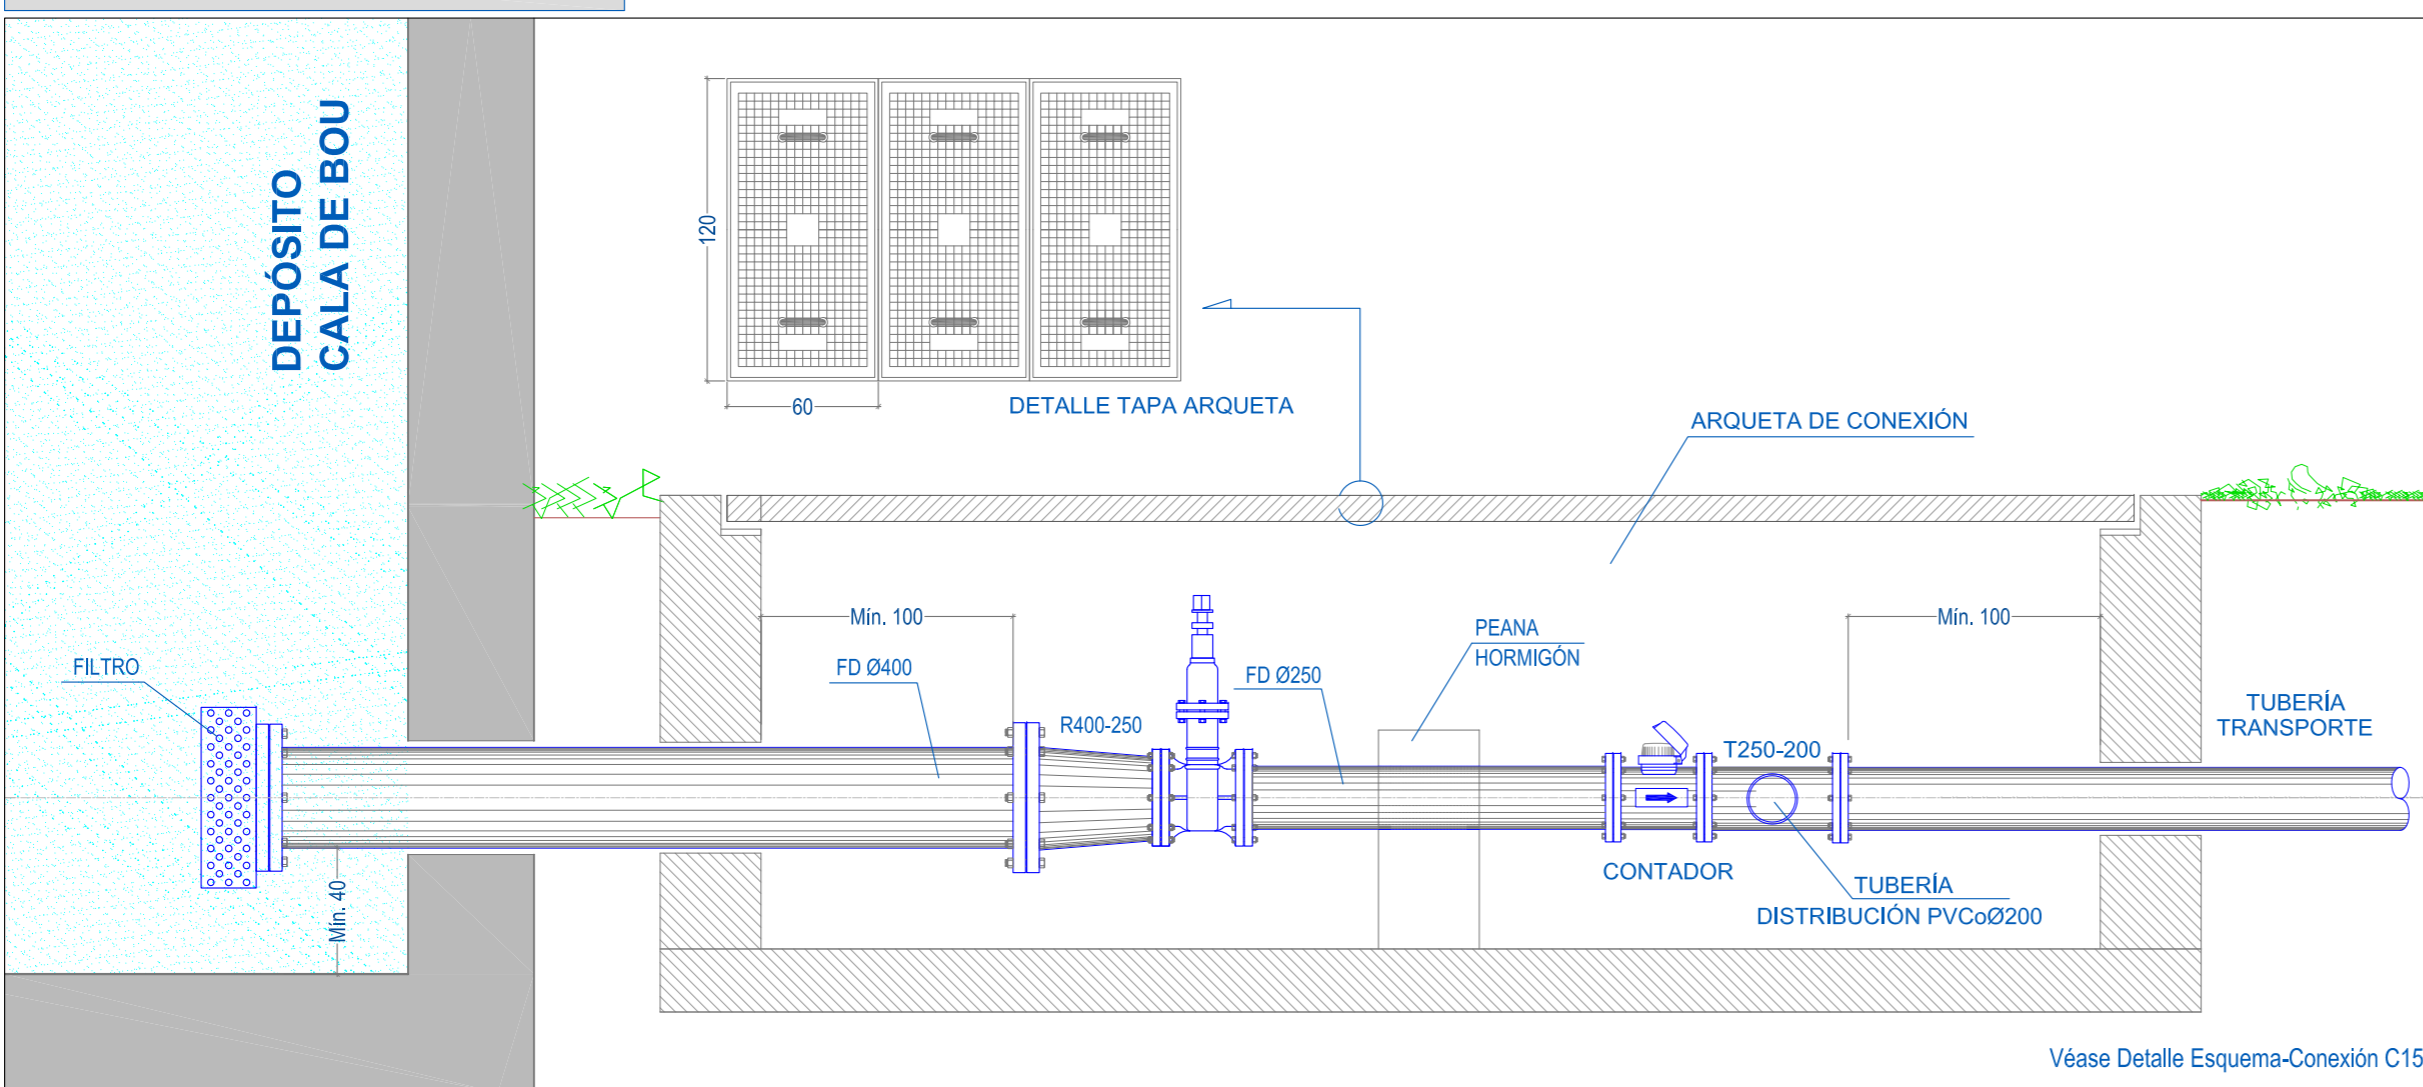 DEPÓSITO
CALA DE BOU
120
60
DETALLE TAPA ARQUETA
ARQUETA DE CONEXIÓN
Mín. 100
Mín. 100
FILTRO
FD Ø400
R400-250
FD Ø250
PEANA
HORMIGÓN
T250-200
TUBERÍA
TRANSPORTE
Mín. 40
CONTADOR
TUBERÍA
DISTRIBUCIÓN PVCoØ200
Véase Detalle Esquema-Conexión C15